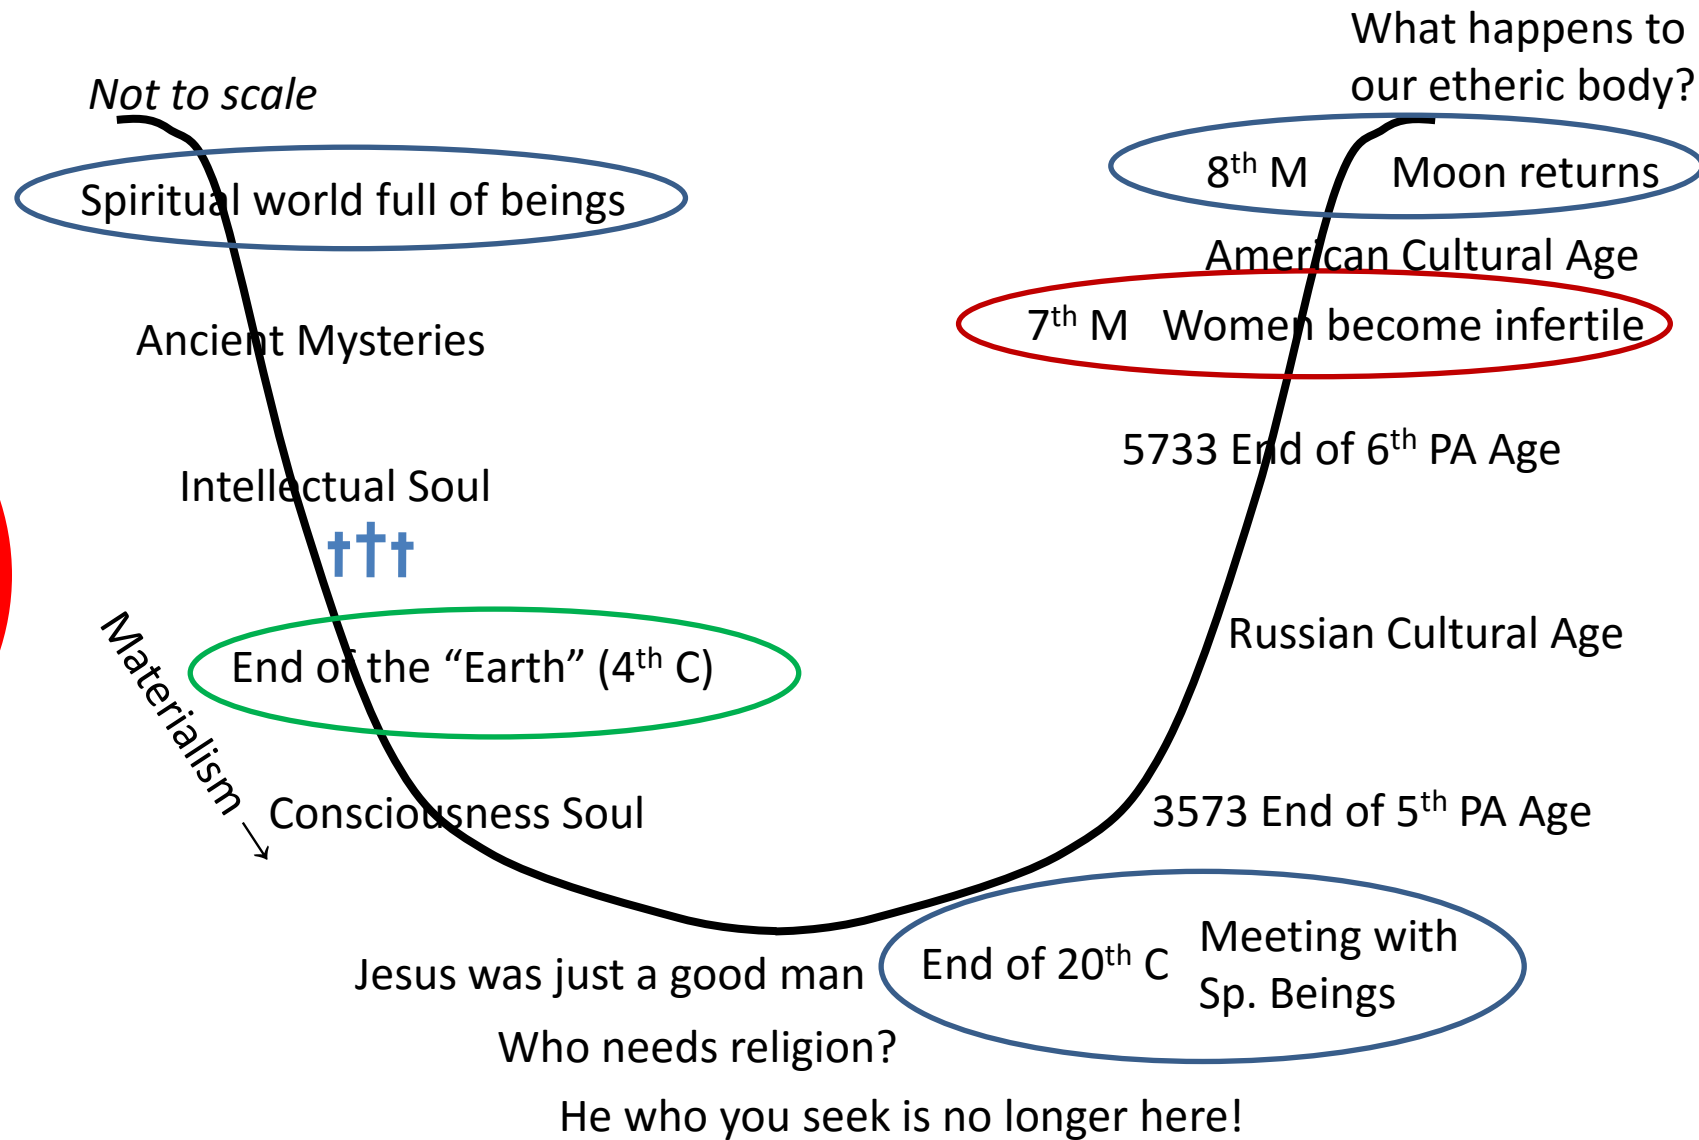 What happens to
our etheric body?
Not to scale
8th M Moon returns
Spiritual world full of beings
American Cultural Age
7th M Women become infertile
Ancient Mysteries
5733 End of 6th PA Age
Intellectual Soul
Russian Cultural Age
End of the “Earth” (4th C)
Materialism →
Consciousness Soul
3573 End of 5th PA Age
End of 20th C
Meeting with
Sp. Beings
Jesus was just a good man
Who needs religion?
He who you seek is no longer here!